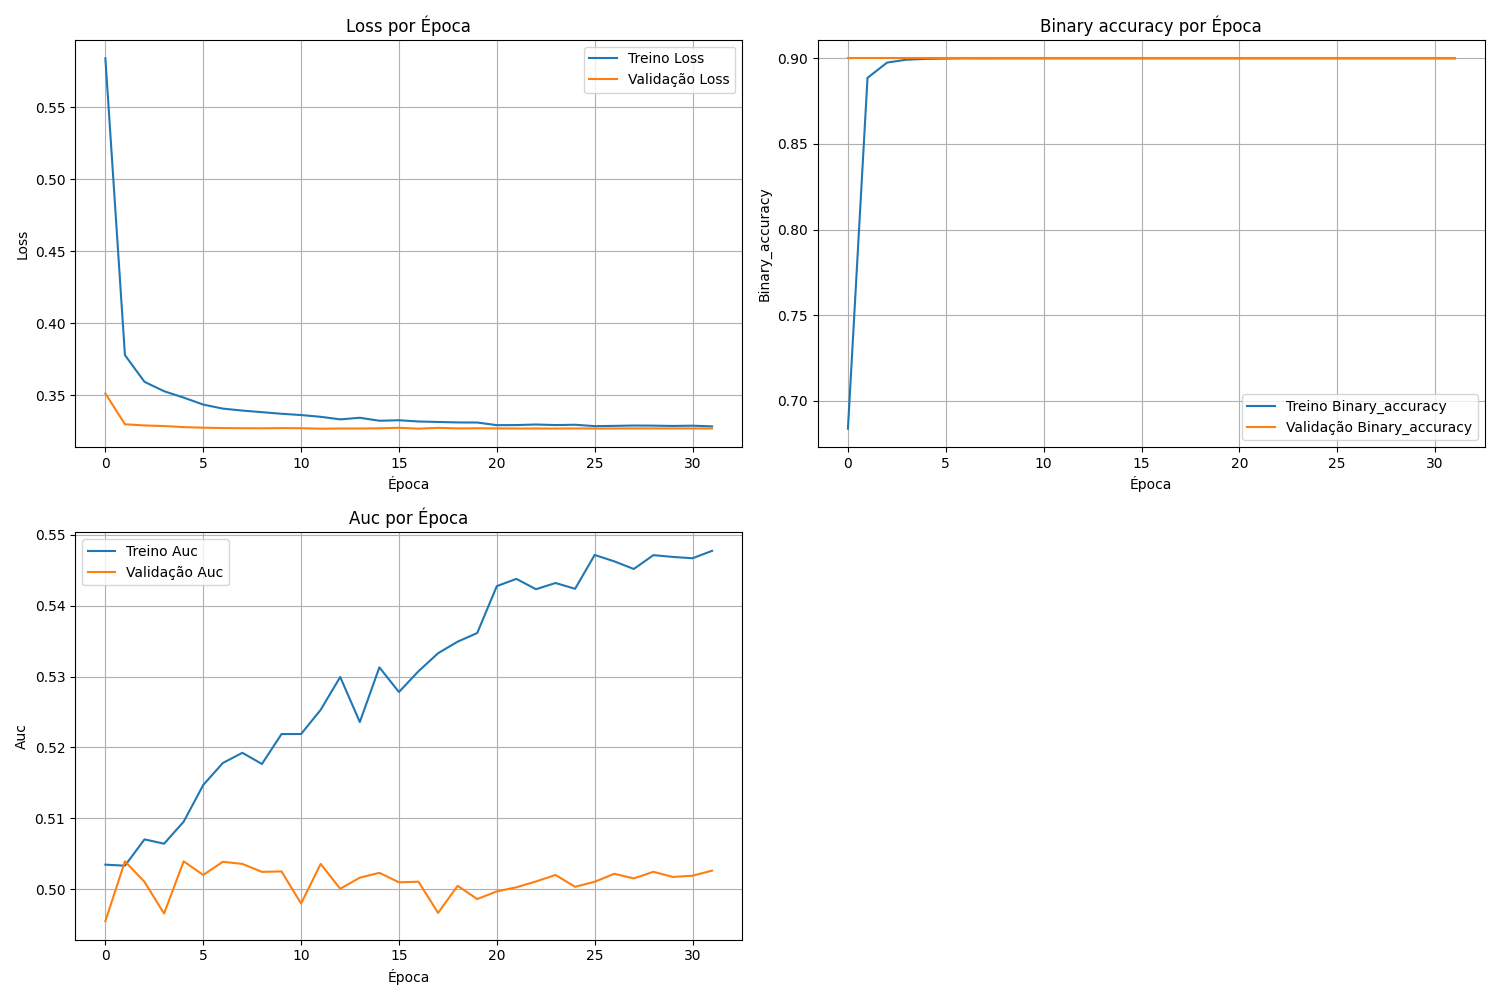 Loss por Época
Loss
0.55
0.50
0.45
0.40
0.35
Treino Loss
Validação Loss
0 5 10 15 20 25 30
Época
Binary accuracy por Época
Binary_accuracy
0.90
0.85
0.80
0.75
0.70
Treino Binary_accuracy
Validação Binary_accuracy
0 5 10 15 20 25 30
Época
Auc por Época
Auc
0.55
0.54
0.53
0.52
0.51
0.50
Treino Auc
Validação Auc
0 5 10 15 20 25 30
Época